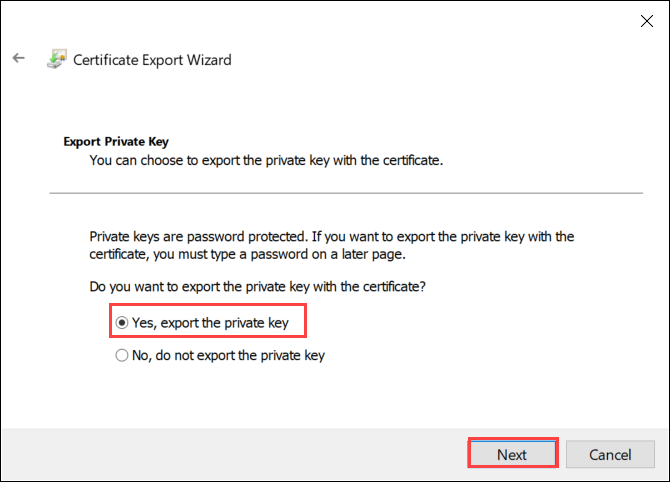 Certificate Export Wizard
Export Private Key
You can choose to export the private key with the certificate.
Private keys are password protected. If you want to export the private key with the
certificate, you must type a password on a later page.
Do you want to export the private key with the certificate?
Yes, export the private key
No, do not export the private key
Next
Cancel